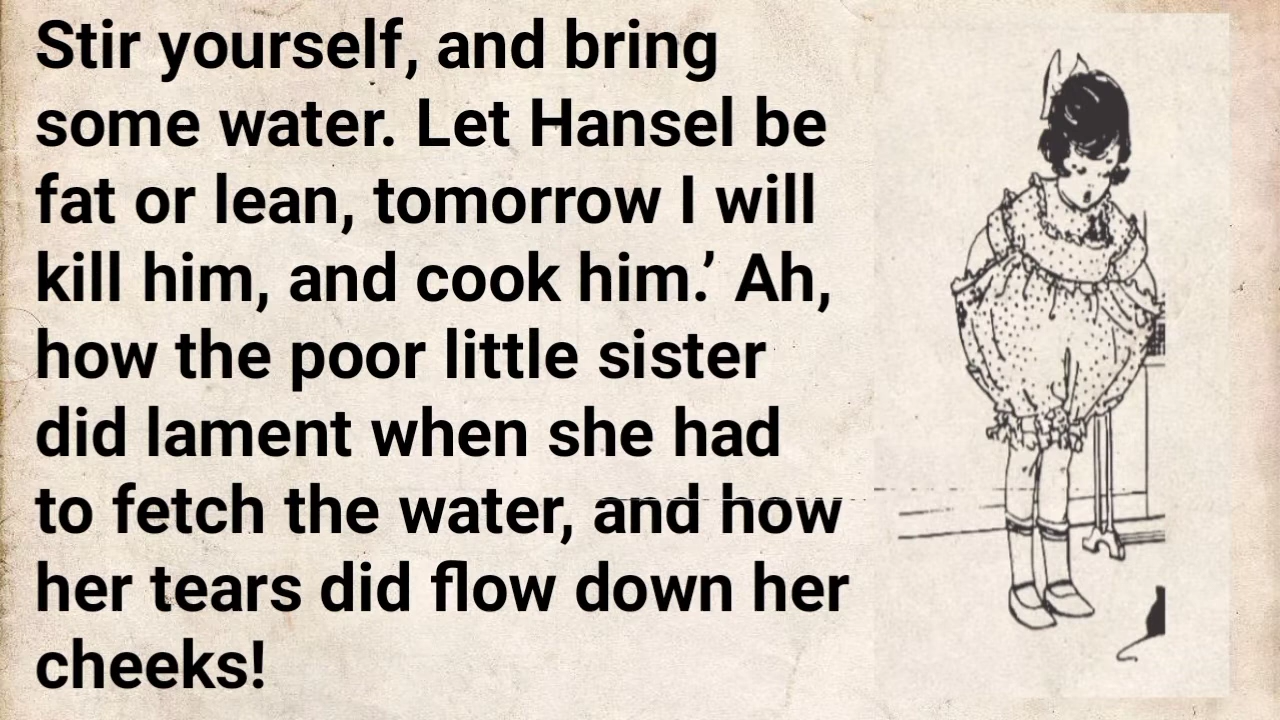 Stir yourself, and bring
some water. Let Hansel be
fat or lean, tomorrow I will
kill him, and cook him.’ Ah,
how the poor little sister
did lament when she had
to fetch the water, and how
her tears did flow down her
cheeks!